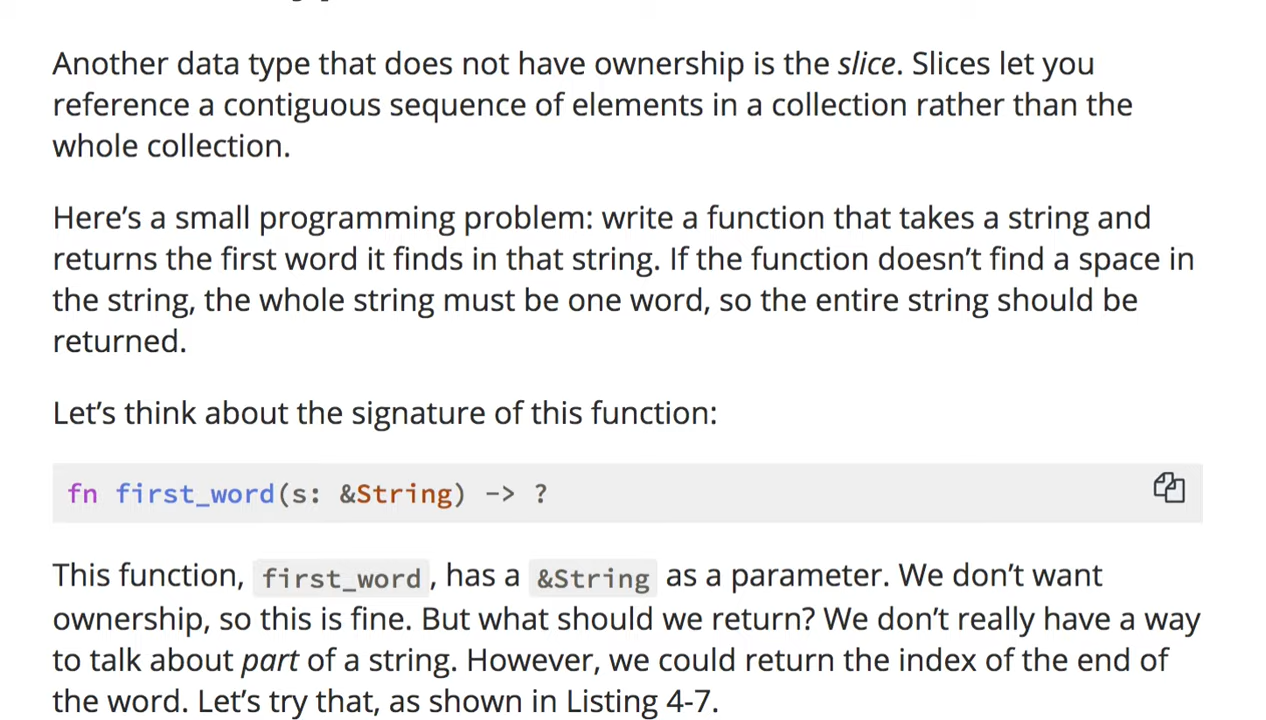 Another data type that does not have ownership is the slice. Slices let you
reference a contiguous sequence of elements in a collection rather than the
whole collection.
Here’s a small programming problem: write a function that takes a string and
returns the first word it finds in that string. If the function doesn’t find a space in
the string, the whole string must be one word, so the entire string should be
returned.
Let’s think about the signature of this function:
fn first_word(s: &String) -> ?
This function, first_word, has a &String as a parameter. We don’t want
ownership, so this is fine. But what should we return? We don’t really have a way
to talk about part of a string. However, we could return the index of the end of
the word. Let’s try that, as shown in Listing 4-7.